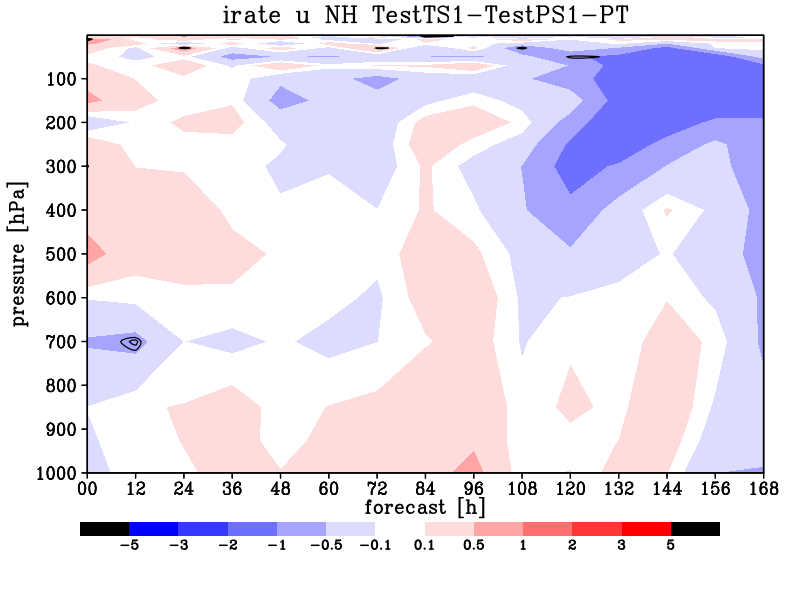 irate u NH TestTS1−TestPS1−PT
pressure [hPa]
100
200
300
400
500
600
700
800
900
1000
00 12 24 36 48 60 72 84 96 108 120 132 144 156 168
forecast [h]
−5 −3 −2 −1 −0.5 −0.1 0.1 0.5 1 2 3 5